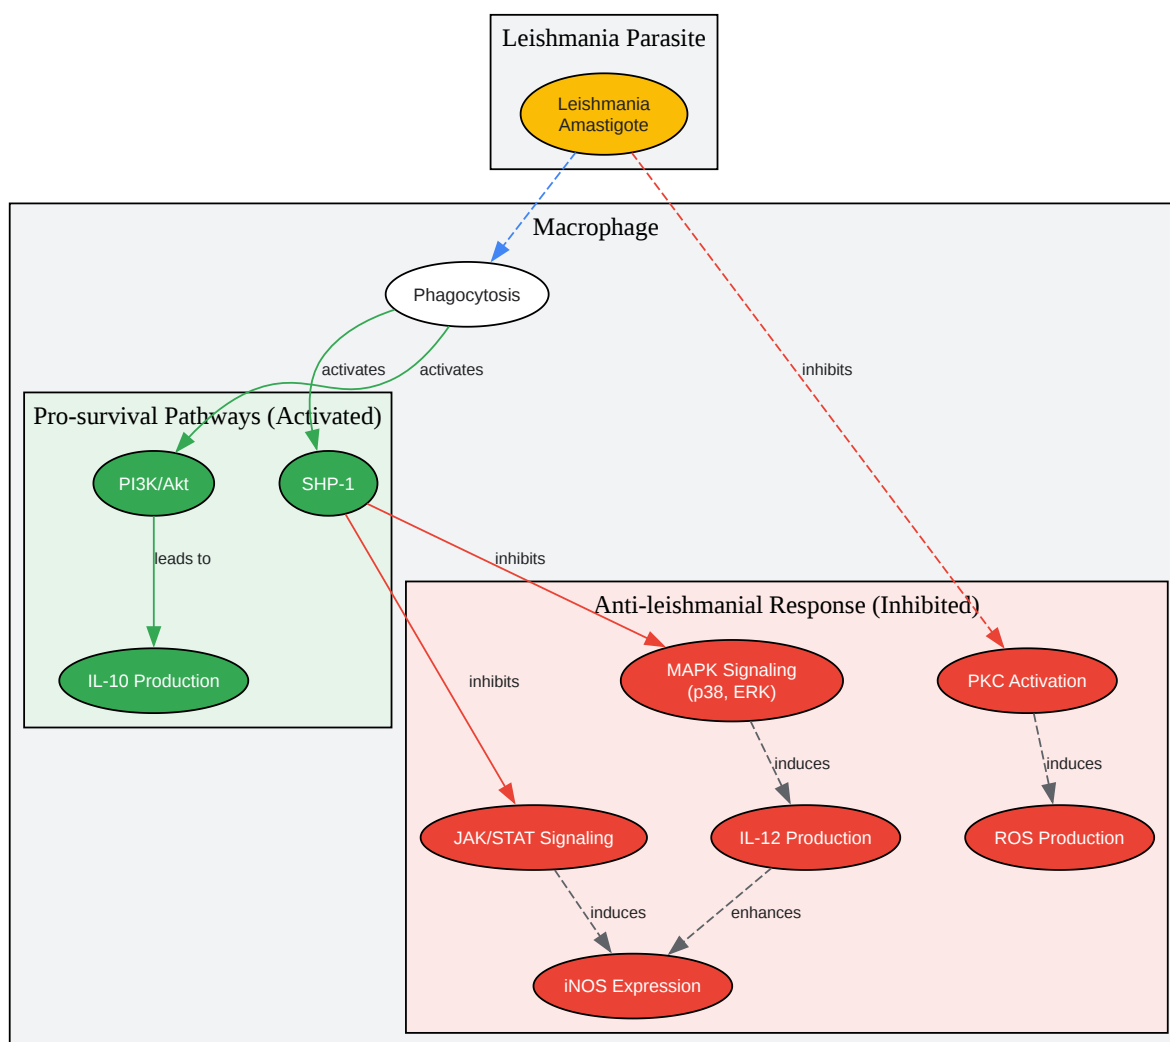 Leishmania Parasite
Leishmania
Amastigote
Macrophage
Phagocytosis
activates
activates
inhibits
Pro-survival Pathways (Activated)
PI3K/Akt
SHP-1
leads to
inhibits
Anti-leishmanial Response (Inhibited)
IL-10 Production
inhibits
MAPK Signaling
(p38, ERK)
PKC Activation
induces
induces
JAK/STAT Signaling
IL-12 Production
ROS Production
induces
enhances
iNOS Expression